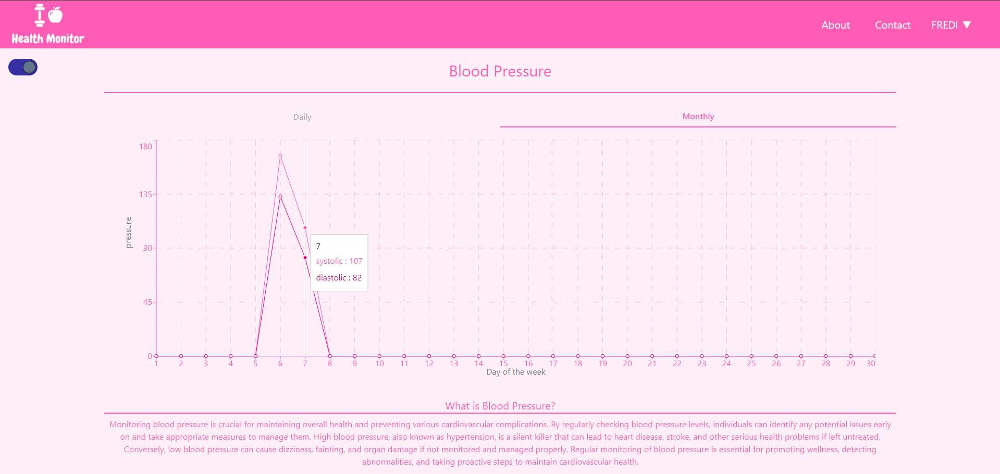 Health Monitor
About Contact FREDI ▼
Blood Pressure
Daily Monthly
180
135
90
45
0
pressure
7
systolic : 107
diastolic : 82
1 2 3 4 5 6 7 8 9 10 11 12 13 14 15 16 17 18 19 20 21 22 23 24 25 26 27 28 29 30
Day of the week
What is Blood Pressure?
Monitoring blood pressure is crucial for maintaining overall health and preventing various cardiovascular complications. By regularly checking blood pressure levels, individuals can identify any potential issues early
on and take appropriate measures to manage them. High blood pressure, also known as hypertension, is a silent killer that can lead to heart disease, stroke, and other serious health problems if left untreated.
Conversely, low blood pressure can cause dizziness, fainting, and organ damage if not monitored and managed properly. Regular monitoring of blood pressure is essential for promoting wellness, detecting
abnormalities, and taking proactive steps to maintain cardiovascular health.